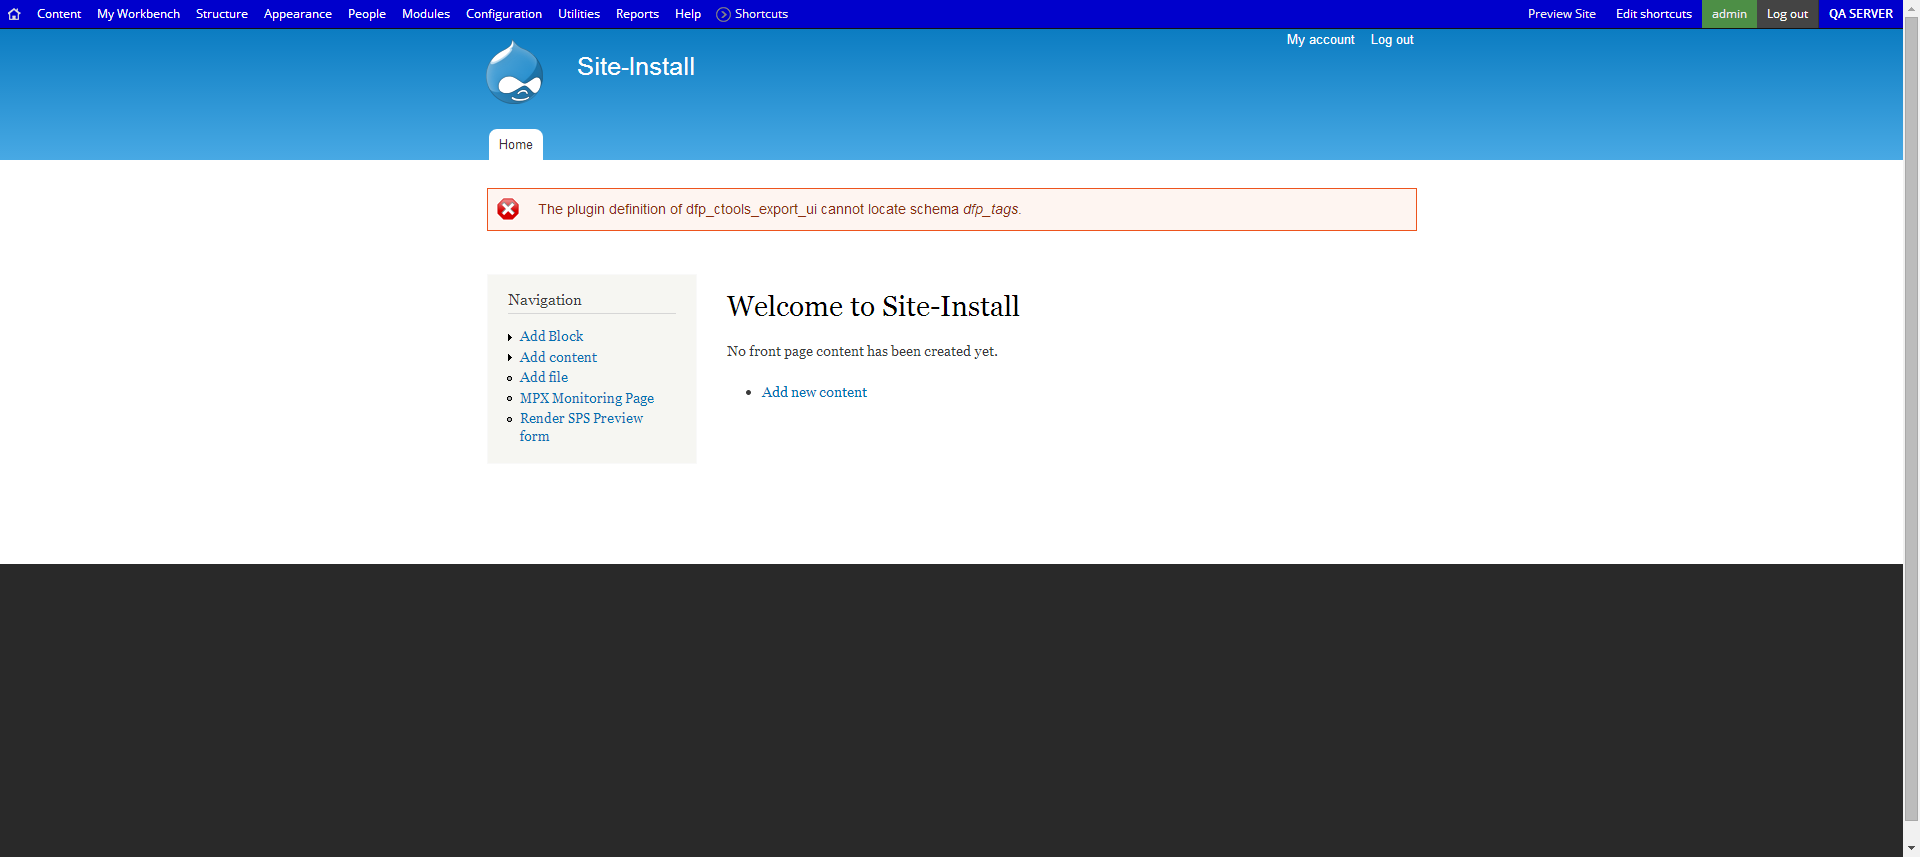 Content My Workbench Structure Appearance People Modules Configuration Utilities Reports Help Shortcuts Preview Site Edit shortcuts admin Log out QA SERVER
My account Log out
Site-Install
Home
The plugin definition of dfp_ctools_export_ui cannot locate schema dfp_tags.
Navigation
Add Block
Add content
Add file
MPX Monitoring Page
Render SPS Preview
form
Welcome to Site-Install
No front page content has been created yet.
Add new content